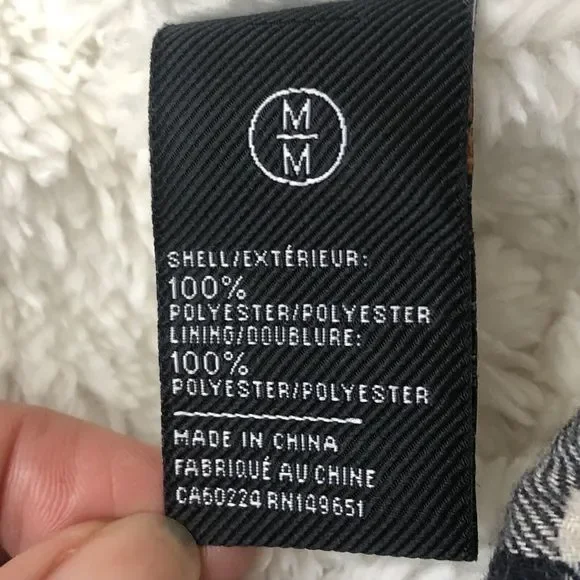 M
M
SHELL/EXTÉRIEUR:
100%
POLYESTER/POLYESTER
LINING/DOUBLURE:
100%
POLYESTER/POLYESTER
MADE IN CHINA
FABRIQUÉ AU CHINE
CA60224 RN149651